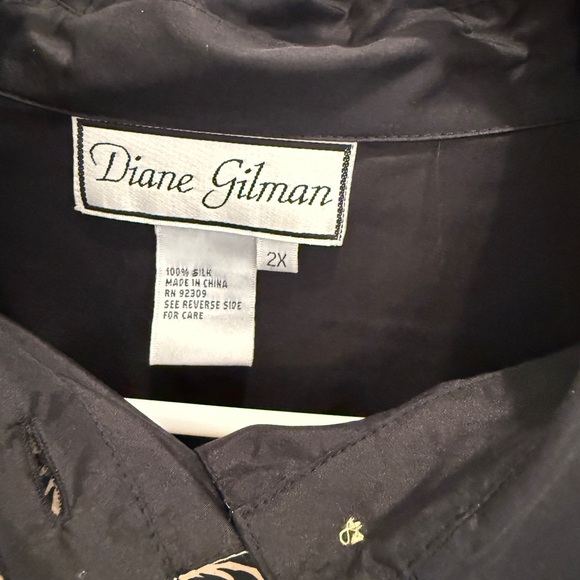 Diane Gilman
2X
100% SILK
MADE IN CHINA
RN 92309
SEE REVERSE SIDE
FOR CARE